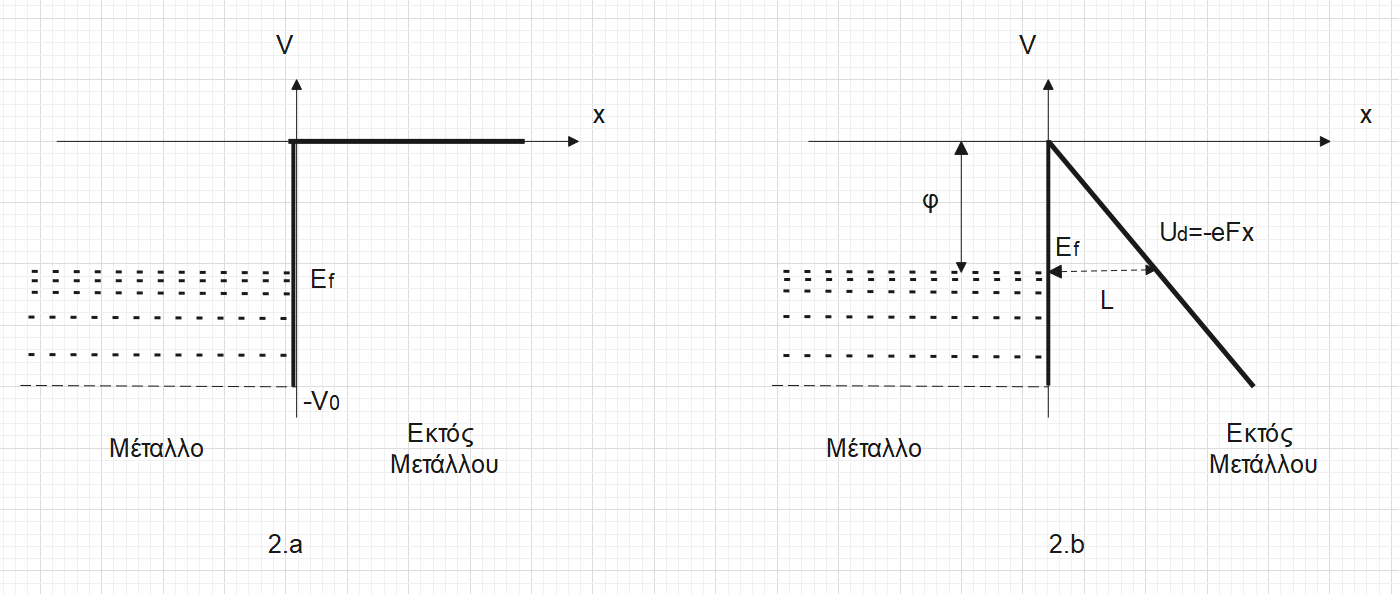 V
x
Ef
-V0
Μέταλλο
Εκτός
Μετάλλου
2.a
V
x
φ
Ud=-eFx
Ef
L
Μέταλλο
Εκτός
Μετάλλου
2.b